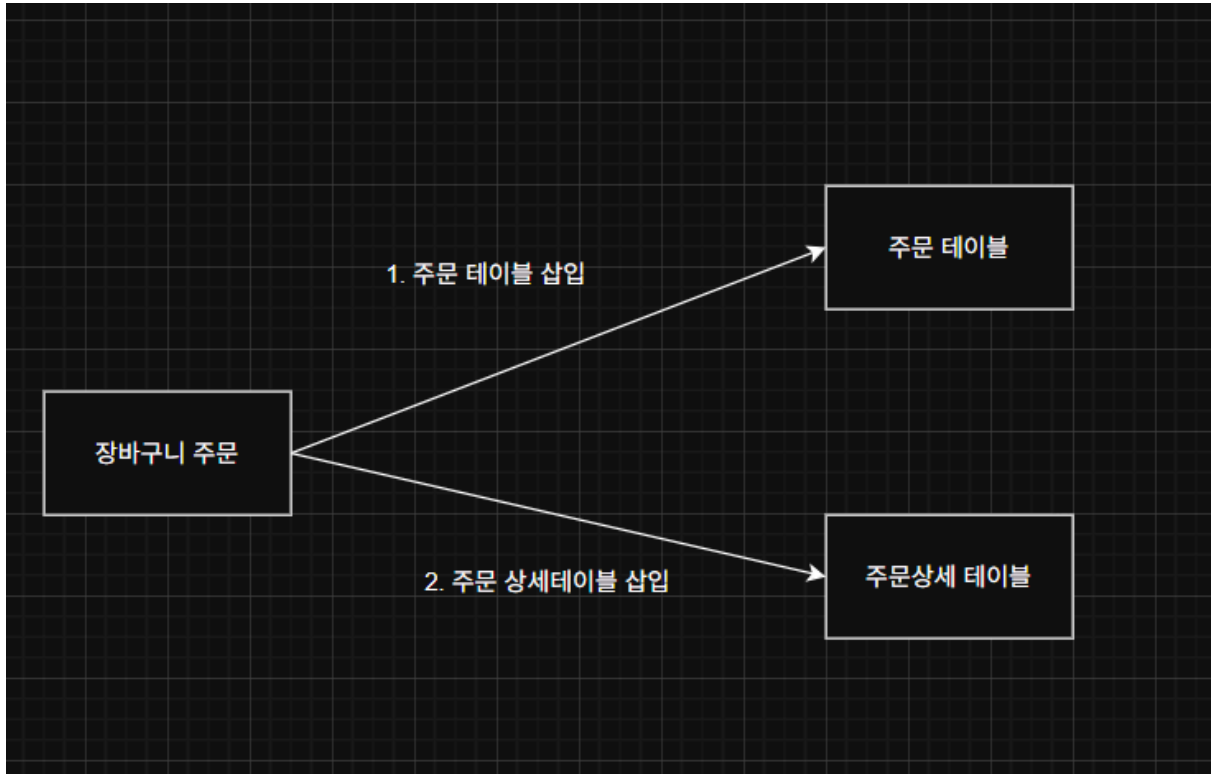 주문 테이블
1. 주문 테이블 삽입
장바구니 주문
2. 주문 상세테이블 삽입
주문상세 테이블